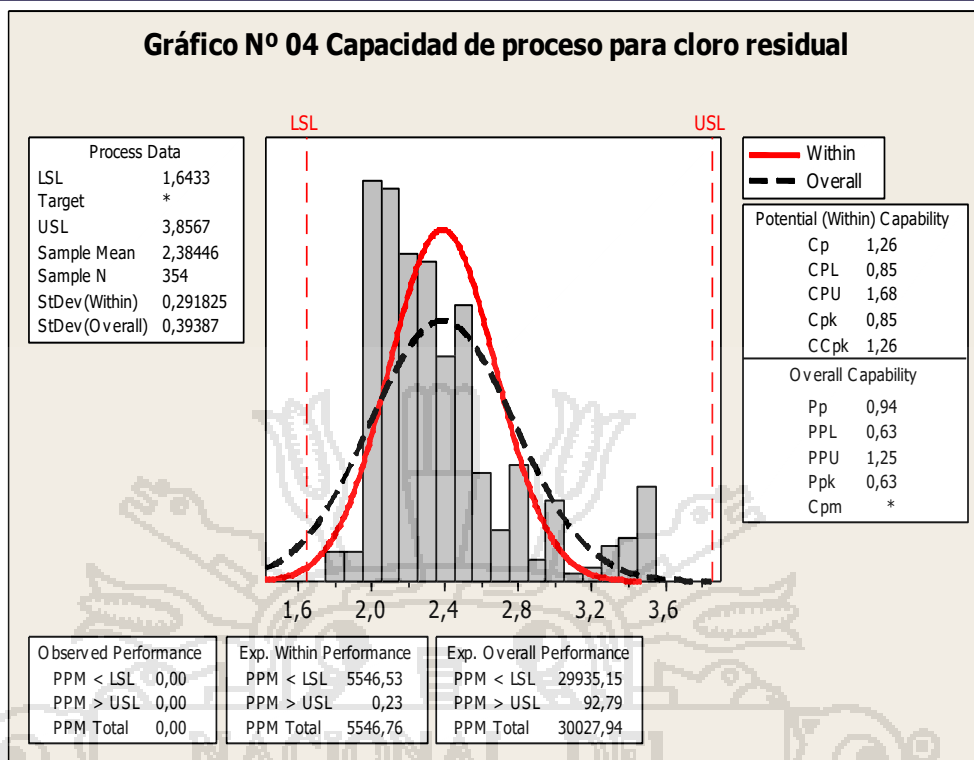 Gráfico Nº 04 Capacidad de proceso para cloro residual
LSL
USL
Process Data
LSL 1,6433
Target *
USL 3,8567
Sample Mean 2,38446
Sample N 354
StDev(Within) 0,291825
StDev(Overall) 0,39387
Within
Overall
Potential (Within) Capability
Cp 1,26
CPL 0,85
CPU 1,68
Cpk 0,85
CCpk 1,26
Overall Capability
Pp 0,94
PPL 0,63
PPU 1,25
Ppk 0,63
Cpm *
1,6 2,0 2,4 2,8 3,2 3,6
Observed Performance
PPM < LSL 0,00
PPM > USL 0,00
PPM Total 0,00
Exp. Within Performance
PPM < LSL 5546,53
PPM > USL 0,23
PPM Total 5546,76
Exp. Overall Performance
PPM < LSL 29935,15
PPM > USL 92,79
PPM Total 30027,94